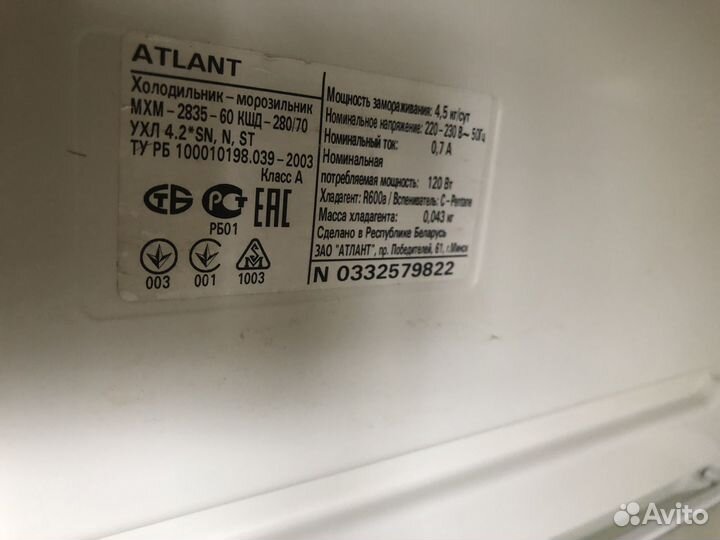 ATLANT
Холодильник – морозильник
МХМ – 2835 – 60 КШД – 280/70
УХЛ 4.2*SN, N, ST
ТУ РБ 100010198.039 – 2003
Класс А
РБ01
003 001 1003
Мощность замораживания: 4,5 кг/сут
Номинальное напряжение: 220 – 230 В~ 50Гц
Номинальный ток: 0,7 А
Номинальная
потребляемая мощность: 120 Вт
Хладагент: R600a / Вспениватель: C – Pentane
Масса хладагента: 0,043 кг
Сделано в Республике Беларусь
ЗАО "АТЛАНТ", пр. Победителей, 61, г.Минск
N 0332579822
Avito